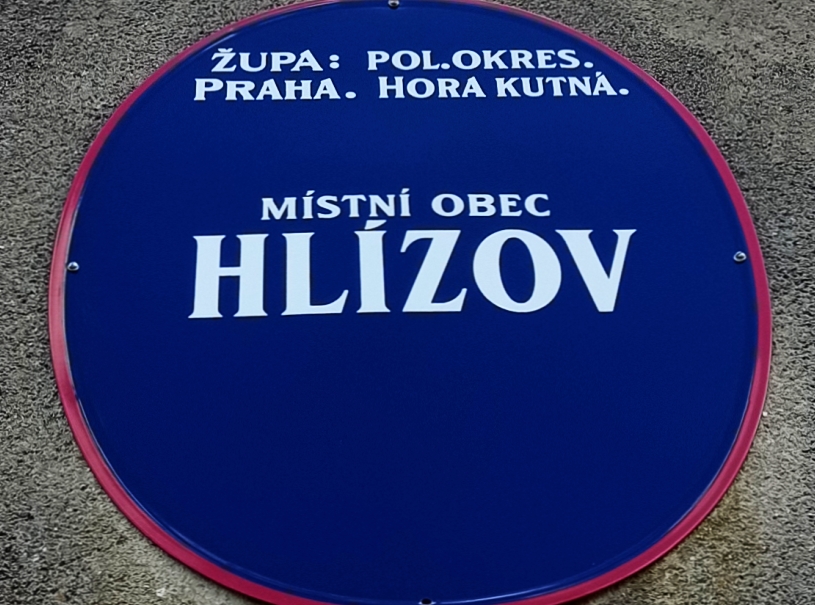 ŽUPA: POL.OKRES.
PRAHA. HORA KUTNÁ.
MÍSTNÍ OBEC
HLÍZOV